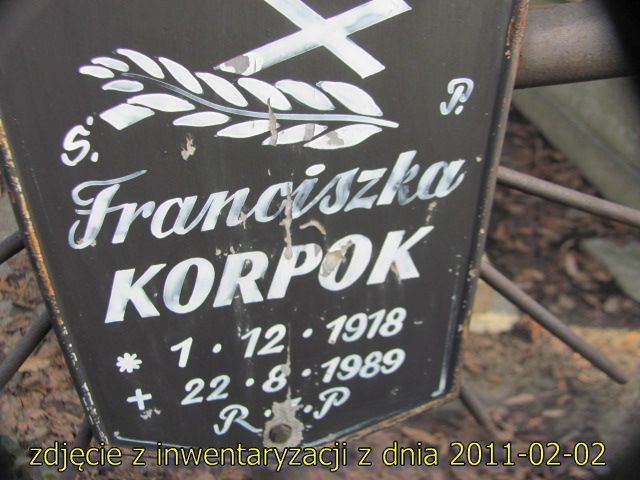 Ś. P.
Franciszka
KORPOK
* 1 • 12 • 1918
+ 22 • 8 • 1989
R • I • P
zdjęcie z inwentaryzacji z dnia 2011-02-02